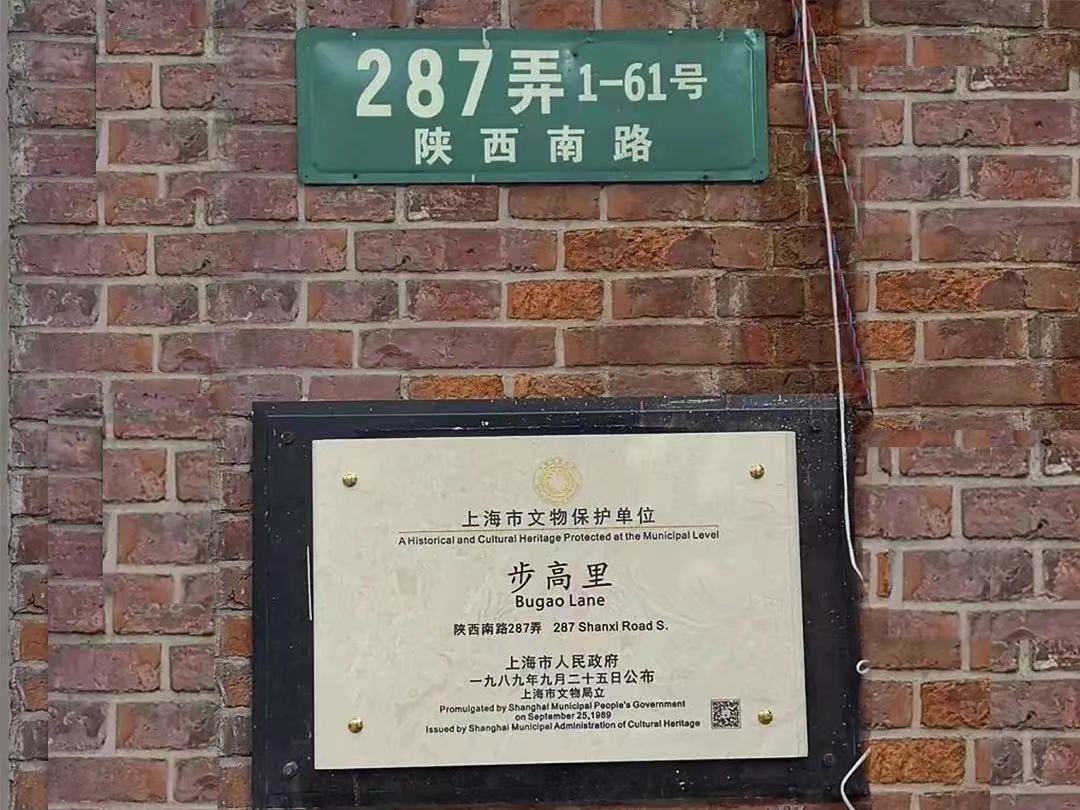 287弄 1-61号
陕西南路
上海市文物保护单位
A Historical and Cultural Heritage Protected at the Municipal Level
步高里
Bugao Lane
陕西南路287弄 287 Shanxi Road S.
上海市人民政府
一九八九年九月二十五日公布
上海市文物局立
Promulgated by Shanghai Municipal People's Government
on September 25,1989
Issued by Shanghai Municipal Administration of Cultural Heritage